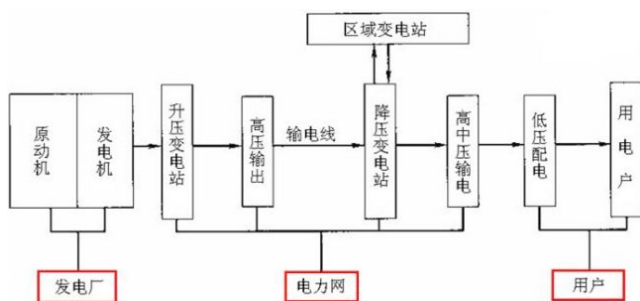 区域变电站
原动机
发电机
升压变电站
高压输出
输电线
降压变电站
高中压输电
低压配电
用电户
发电厂
电力网
用户